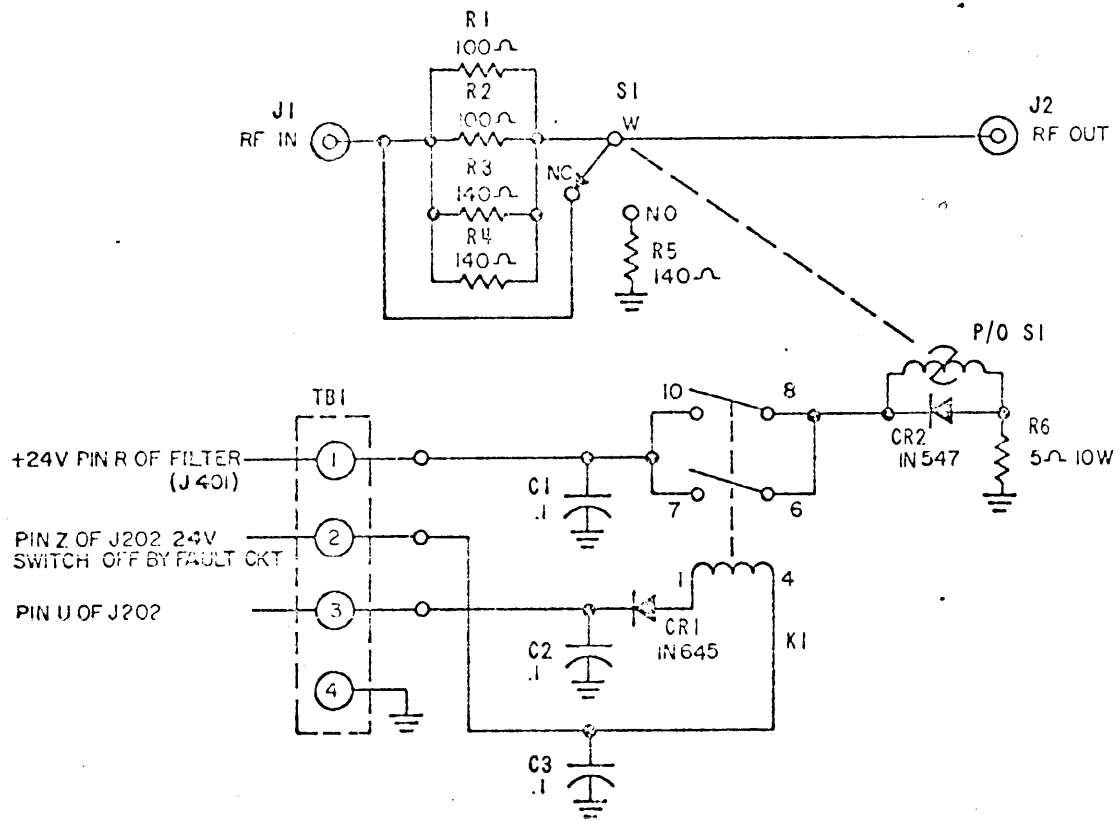 R1
100Ω
R2
100Ω
R3
140Ω
R4
140Ω
J1
RF IN
S1
W
NC
NO
R5
140Ω
J2
RF OUT
P/O S1
TB1
10
8
7
6
CR2
IN547
R6
5Ω 10W
+24V PIN R OF FILTER
(J401)
1
C1
.1
PIN Z OF J202 24V
SWITCH OFF BY FAULT CKT
2
PIN U OF J202
3
C2
.1
CR1
IN645
1
4
K1
4
C3
.1